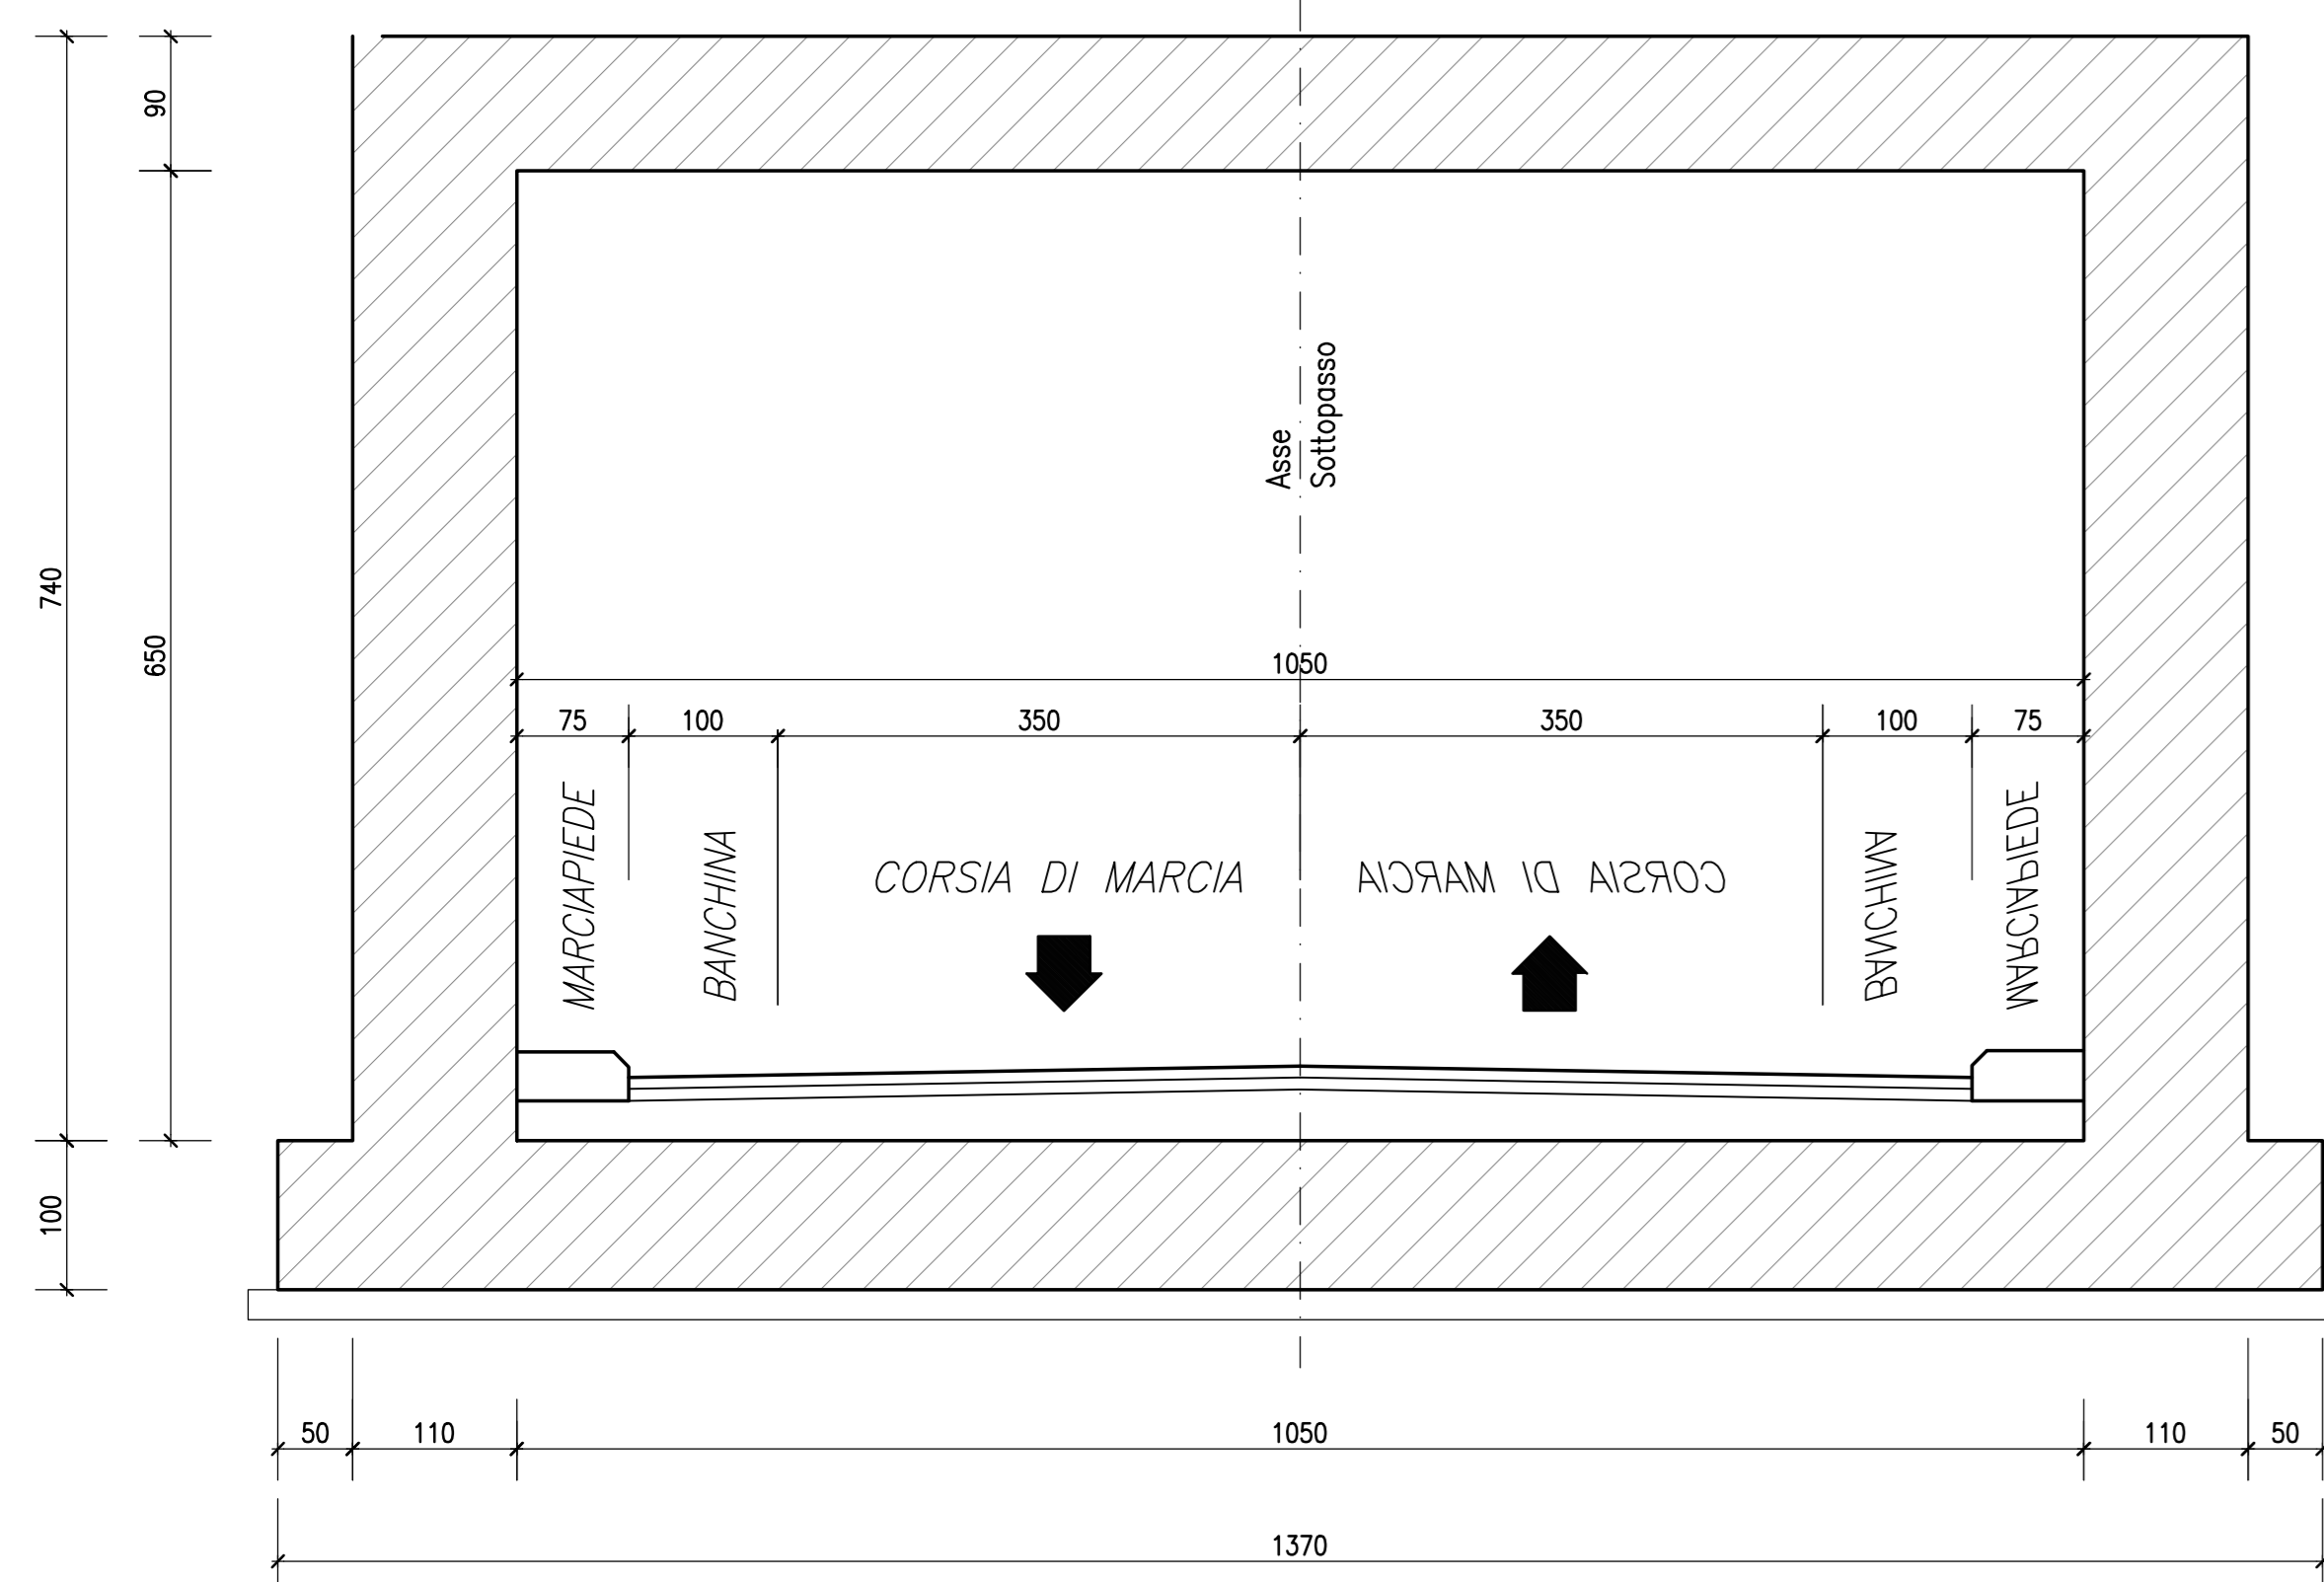 90
740
650
Asse
Sottopasso
1050
75 100 350 350 100 75
MARCIAPIEDE
BANCHINA
CORSIA DI MARCIA
CORSIA DI MARCIA
BANCHINA
MARCIAPIEDE
100
50 110 1050 110 50
1370